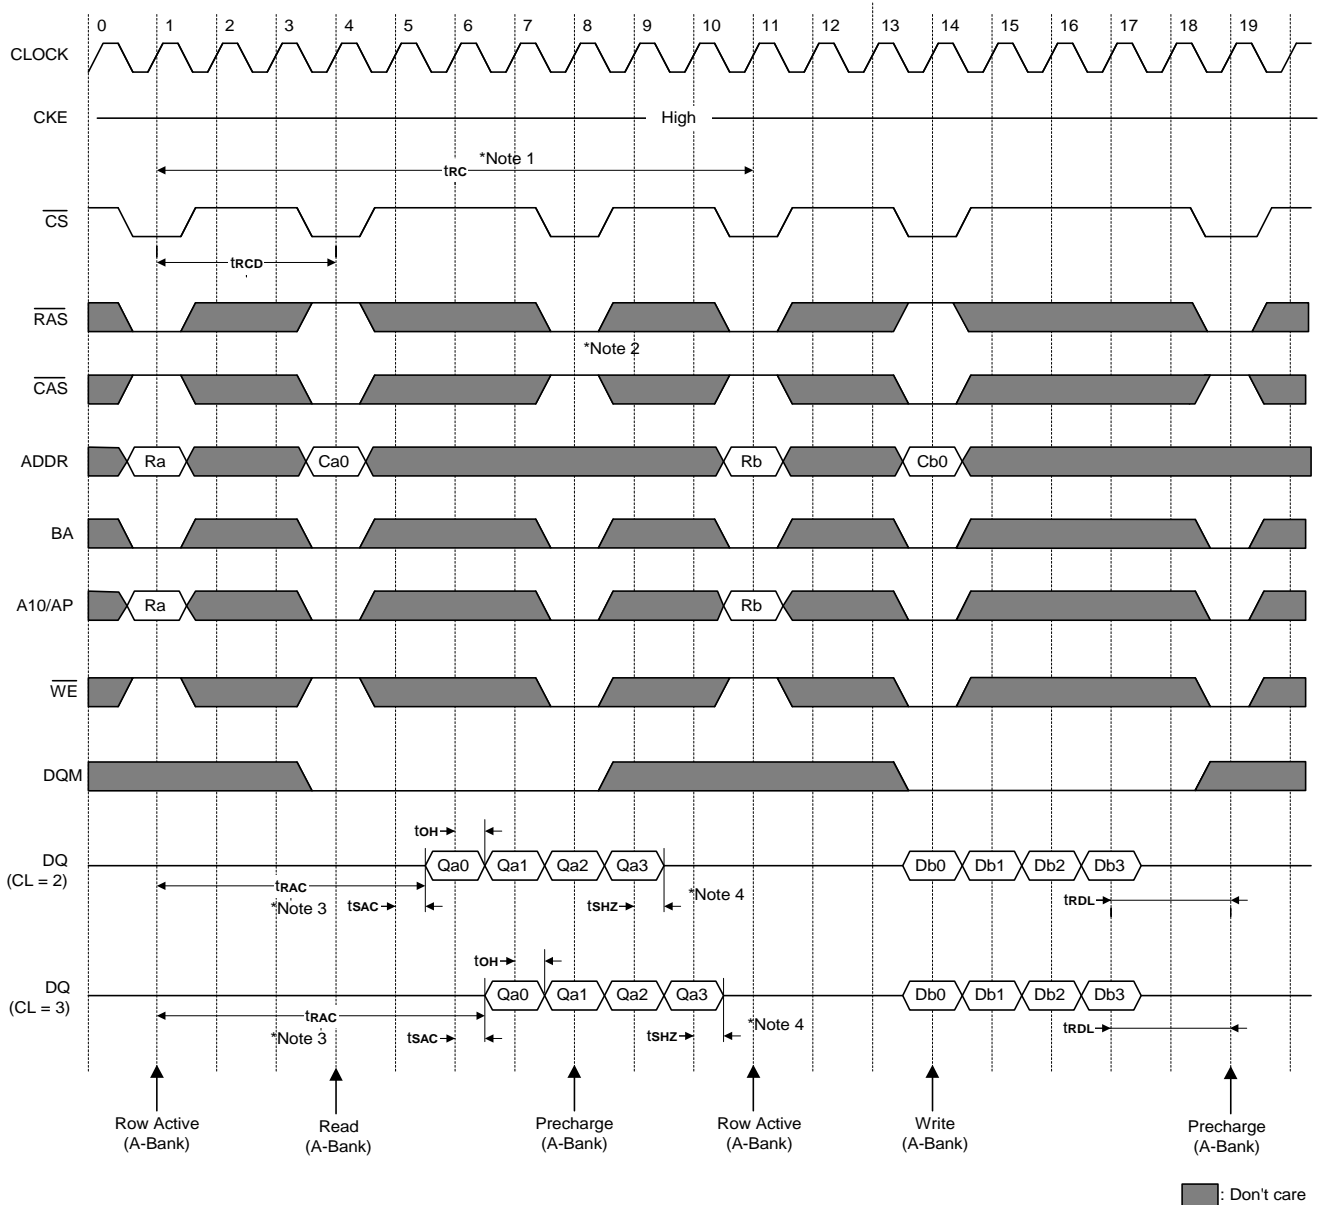 0 1 2 3 4 5 6 7 8 9 10 11 12 13 14 15 16 17 18 19
CLOCK
CKE High
*Note 1
tRC
CS
tRCD
RAS
*Note 2
CAS
ADDR Ra Ca0 Rb Cb0
BA
A10/AP Ra Rb
WE
DQM
tOH
DQ Qa0 Qa1 Qa2 Qa3 Db0 Db1 Db2 Db3
(CL = 2)
tRAC
*Note 3 tSAC tSHZ *Note 4 tRDL
tOH
DQ Qa0 Qa1 Qa2 Qa3 Db0 Db1 Db2 Db3
(CL = 3)
tRAC
*Note 3 tSAC tSHZ *Note 4 tRDL
Row Active
(A-Bank)
Read
(A-Bank)
Precharge
(A-Bank)
Row Active
(A-Bank)
Write
(A-Bank)
Precharge
(A-Bank)
: Don't care